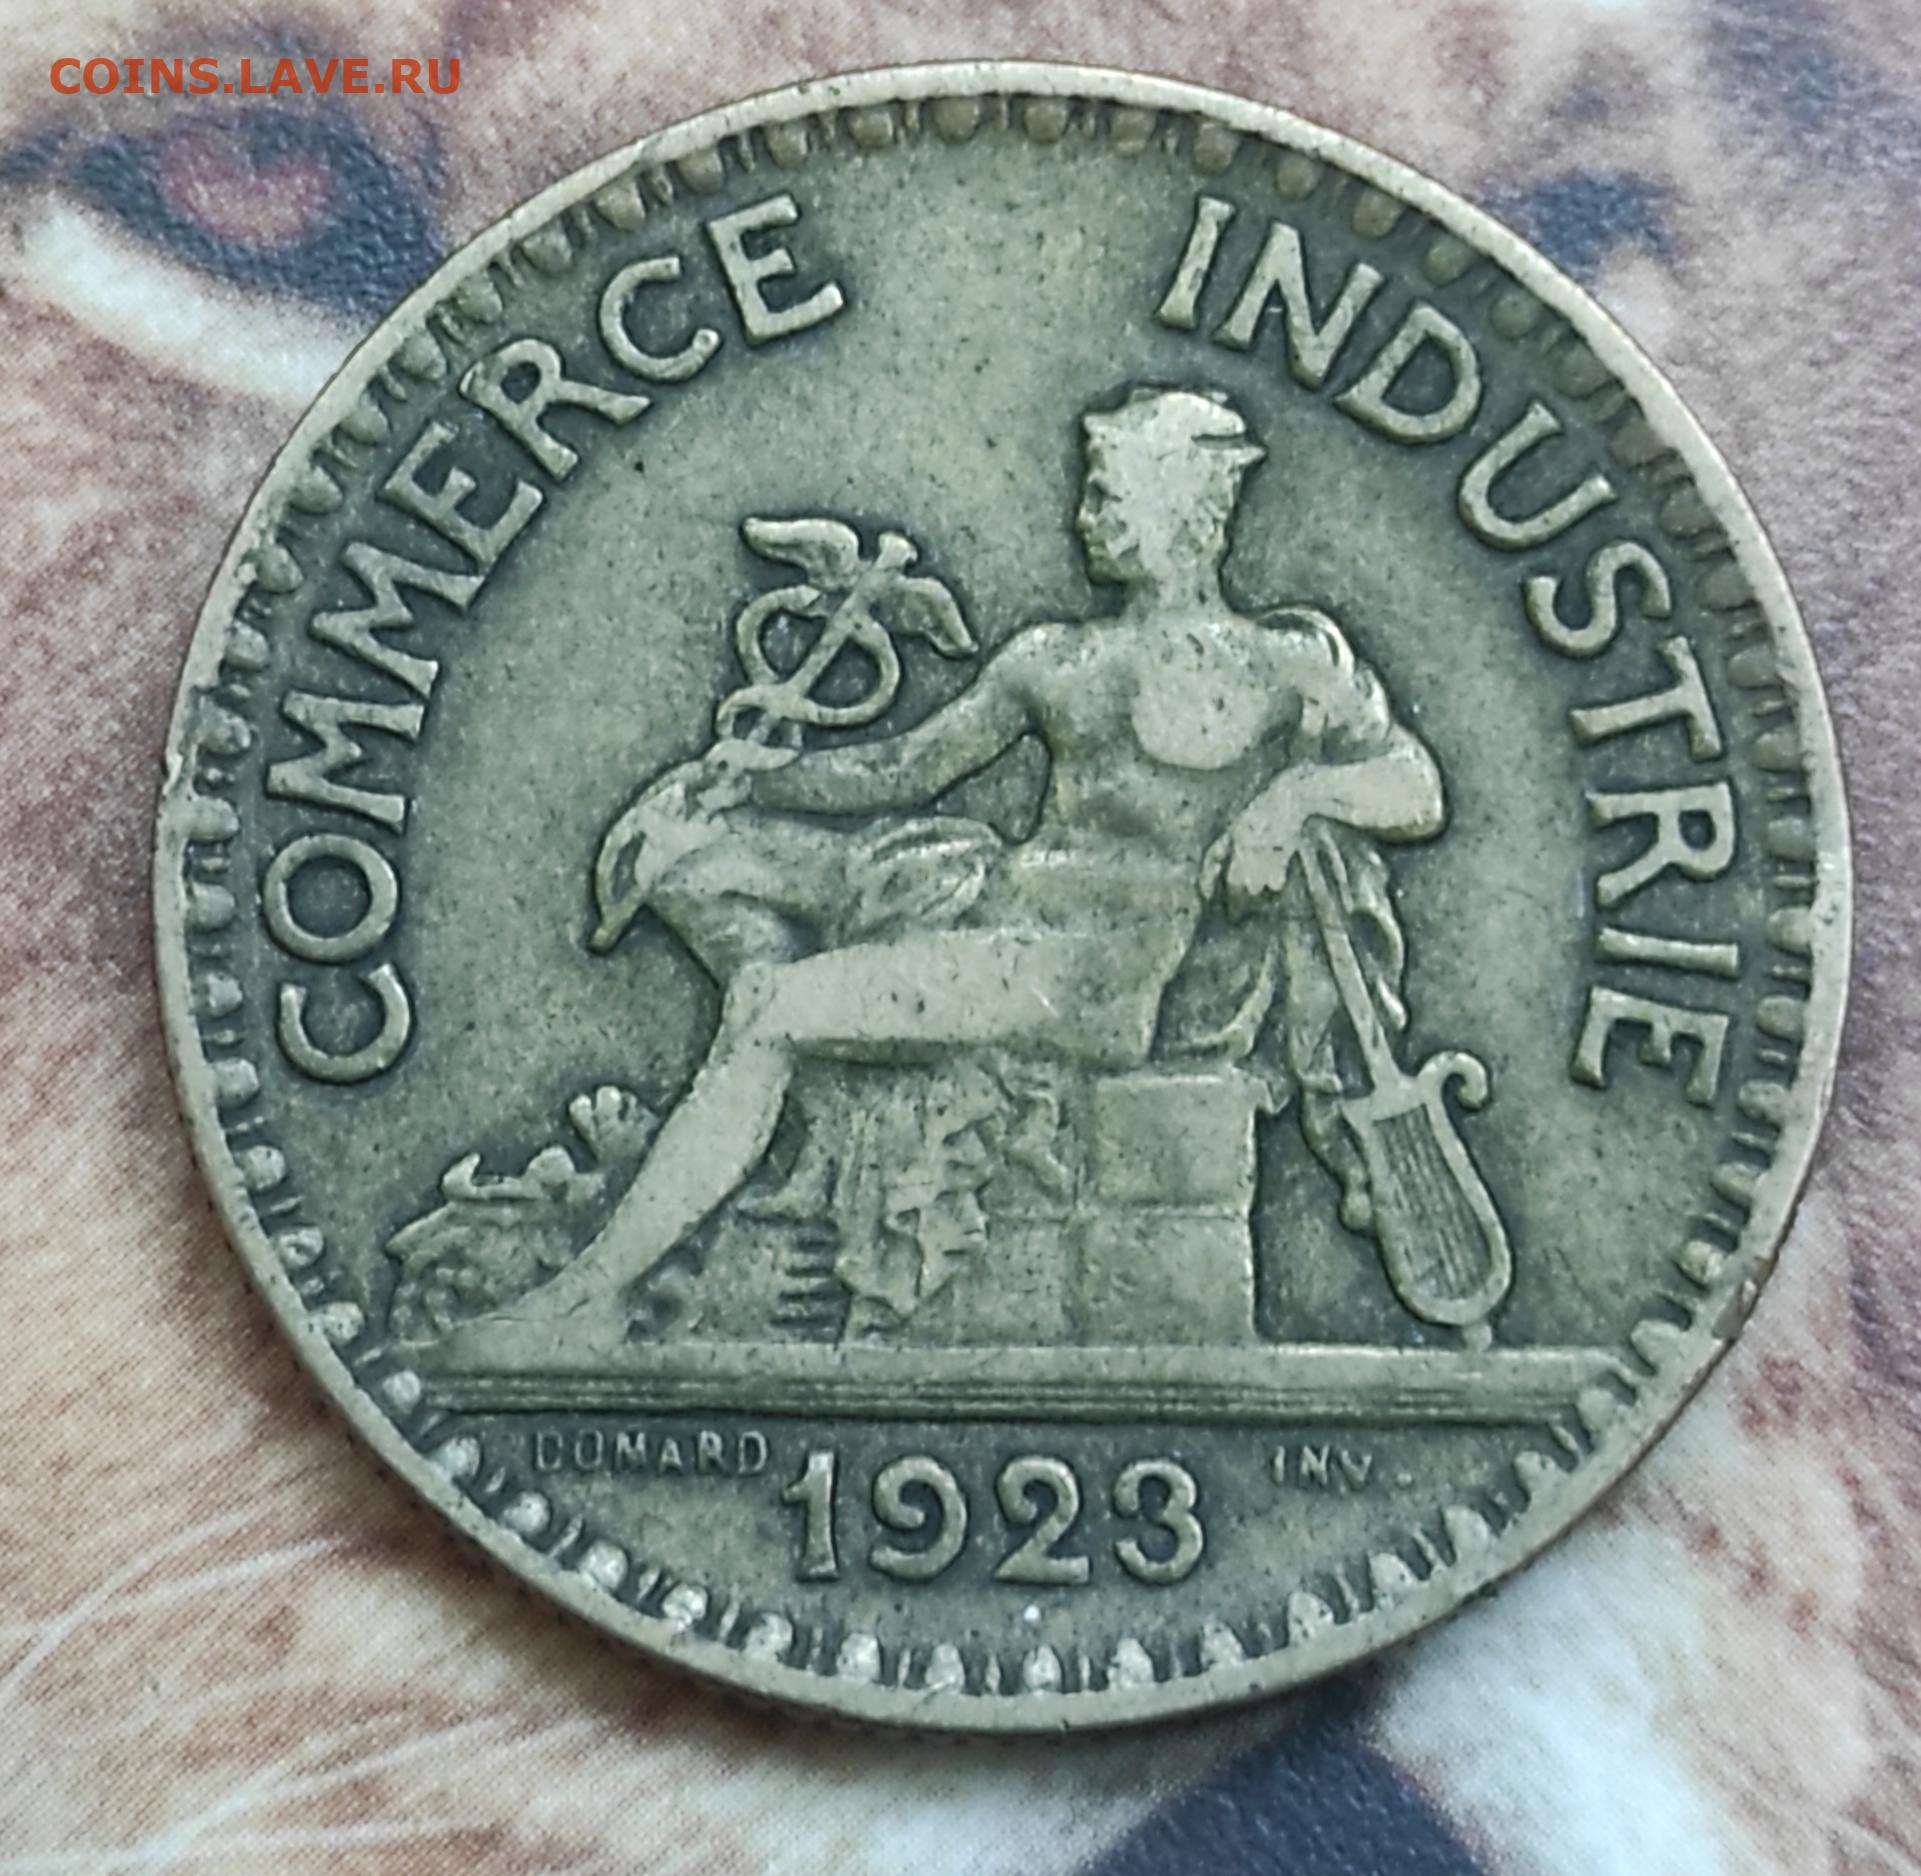 COINS.LAVE.RU
COMMERCE INDUSTRIE
DOMARD INV.
1923